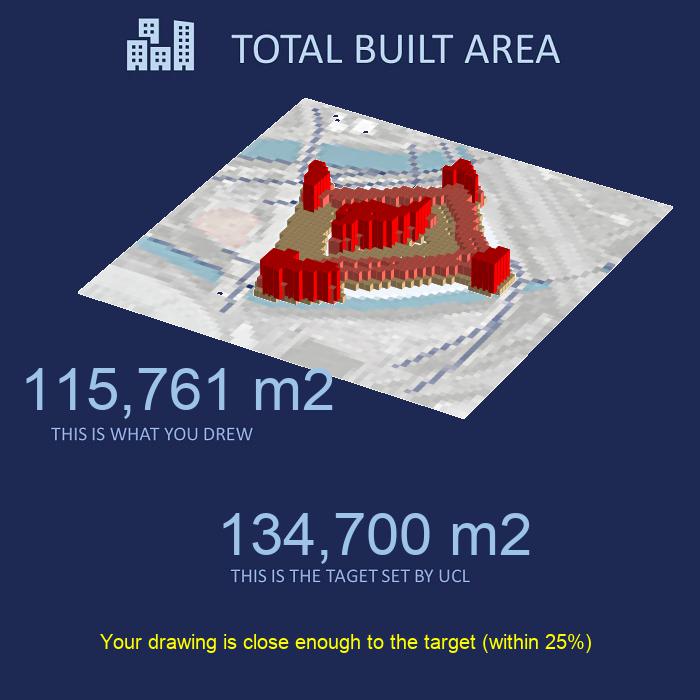 TOTAL BUILT AREA
115,761 m2
THIS IS WHAT YOU DREW
134,700 m2
THIS IS THE TAGET SET BY UCL
Your drawing is close enough to the target (within 25%)